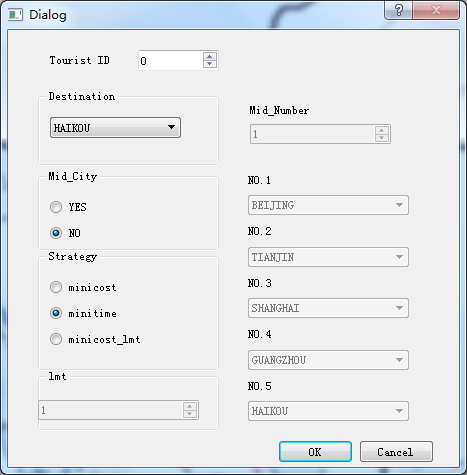 Dialog
Tourist ID
0
Destination
HAIKOU
Mid_Number
1
Mid_City
YES
NO
NO.1
BEIJING
NO.2
TIANJIN
Strategy
minicost
minitime
minicost_lmt
NO.3
SHANGHAI
NO.4
GUANGZHOU
lmt
1
NO.5
HAIKOU
OK
Cancel